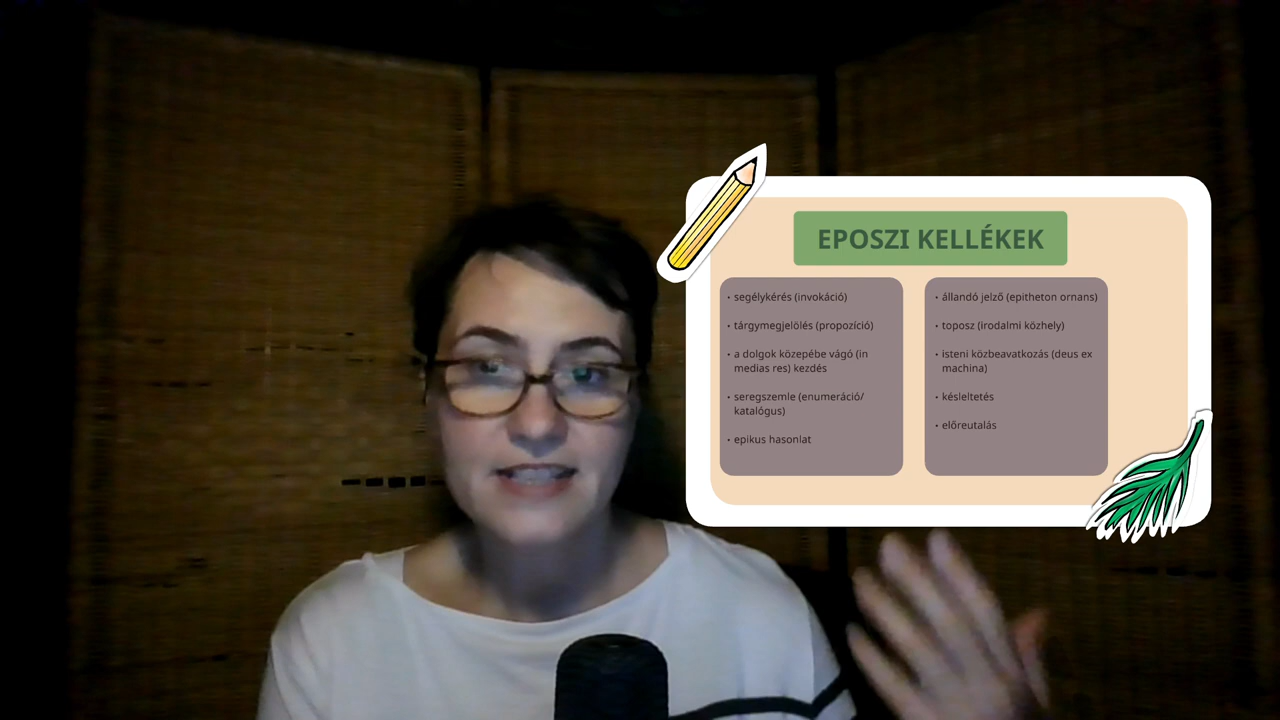 EPOSZI KELLÉKEK
• segélykérés (invokáció)
• tárgymegjelölés (propozíció)
• a dolgok közepébe vágó (in
medias res) kezdés
• seregszemle (enumeráció/
katalógus)
• epikus hasonlat
• állandó jelző (epitheton ornans)
• toposz (irodalmi közhely)
• isteni közbeavatkozás (deus ex
machina)
• késleltetés
• előreutalás